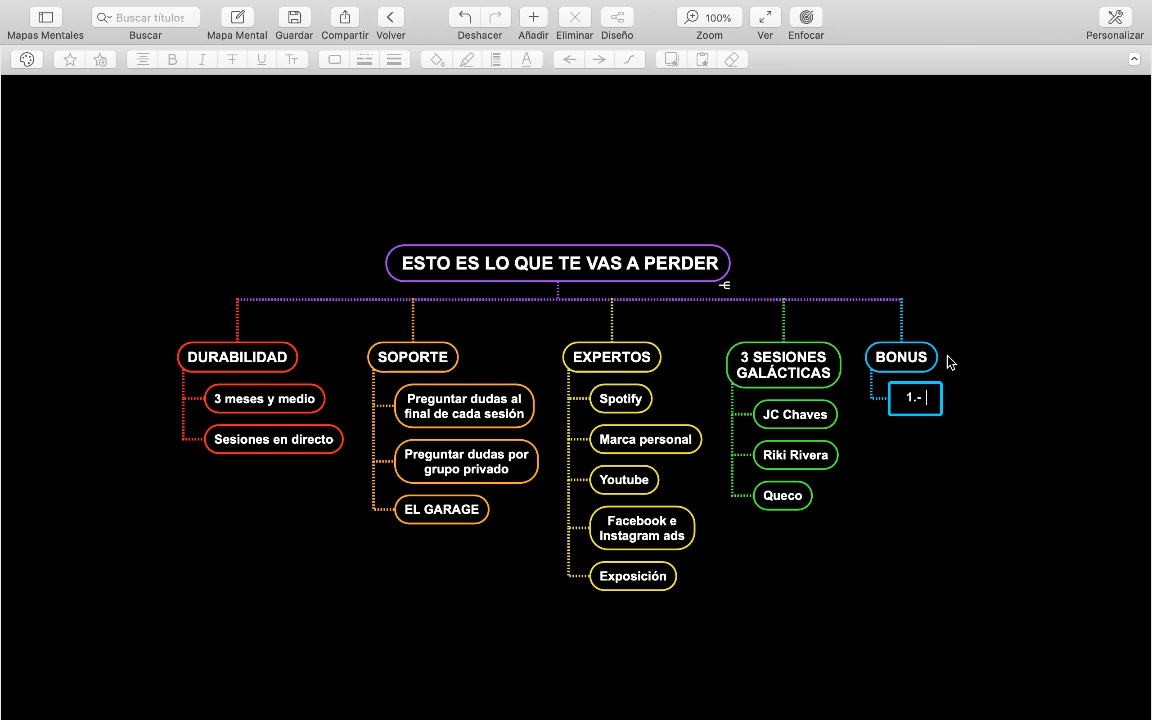 Buscar títulos
100%
Mapas Mentales
Buscar
Mapa Mental
Guardar
Compartir
Volver
Deshacer
Añadir
Eliminar
Diseño
Zoom
Ver
Enfocar
Personalizar
B
I
T
U
TT
A
ESTO ES LO QUE TE VAS A PERDER
DURABILIDAD
3 meses y medio
Sesiones en directo
SOPORTE
Preguntar dudas al
final de cada sesión
Preguntar dudas por
grupo privado
EL GARAGE
EXPERTOS
Spotify
Marca personal
Youtube
Facebook e
Instagram ads
Exposición
3 SESIONES
GALÁCTICAS
JC Chaves
Riki Rivera
Queco
BONUS
1.-